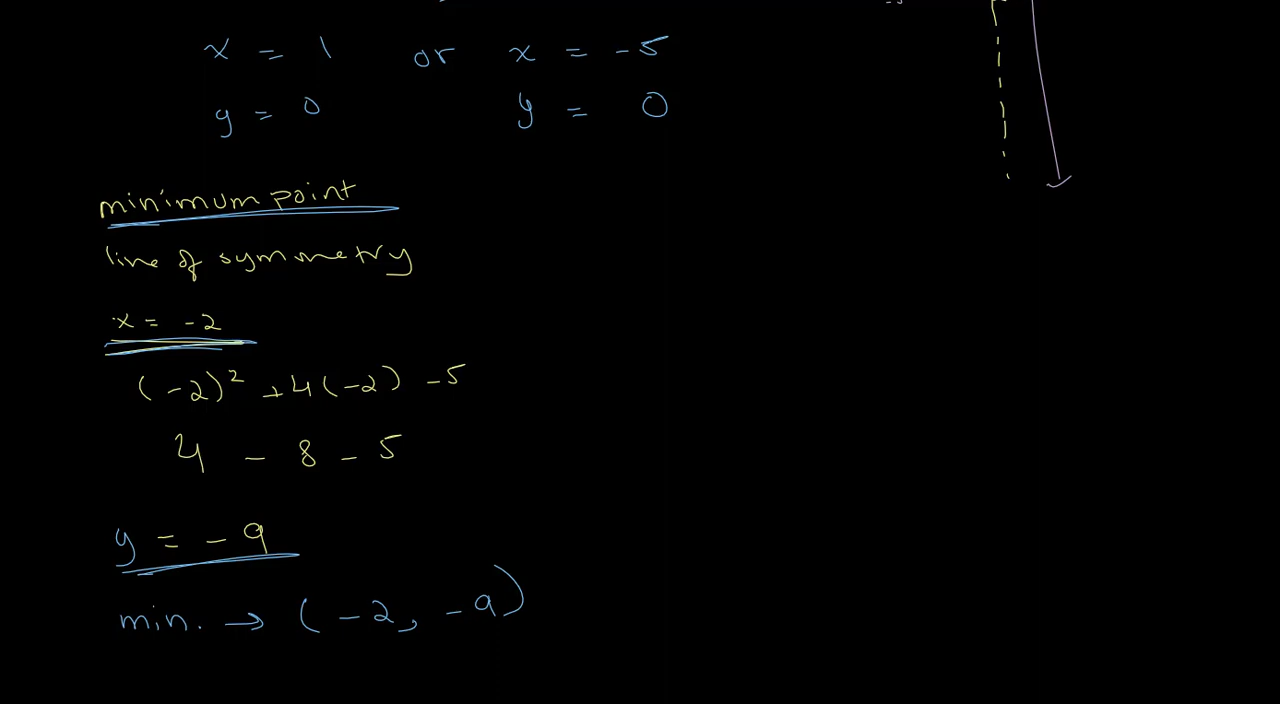 x = 1 or x = -5
y = 0 y = 0
minimum point
line of symmetry
x = -2
(-2)² + 4(-2) - 5
4 - 8 - 5
y = -9
min. → (-2, -9)